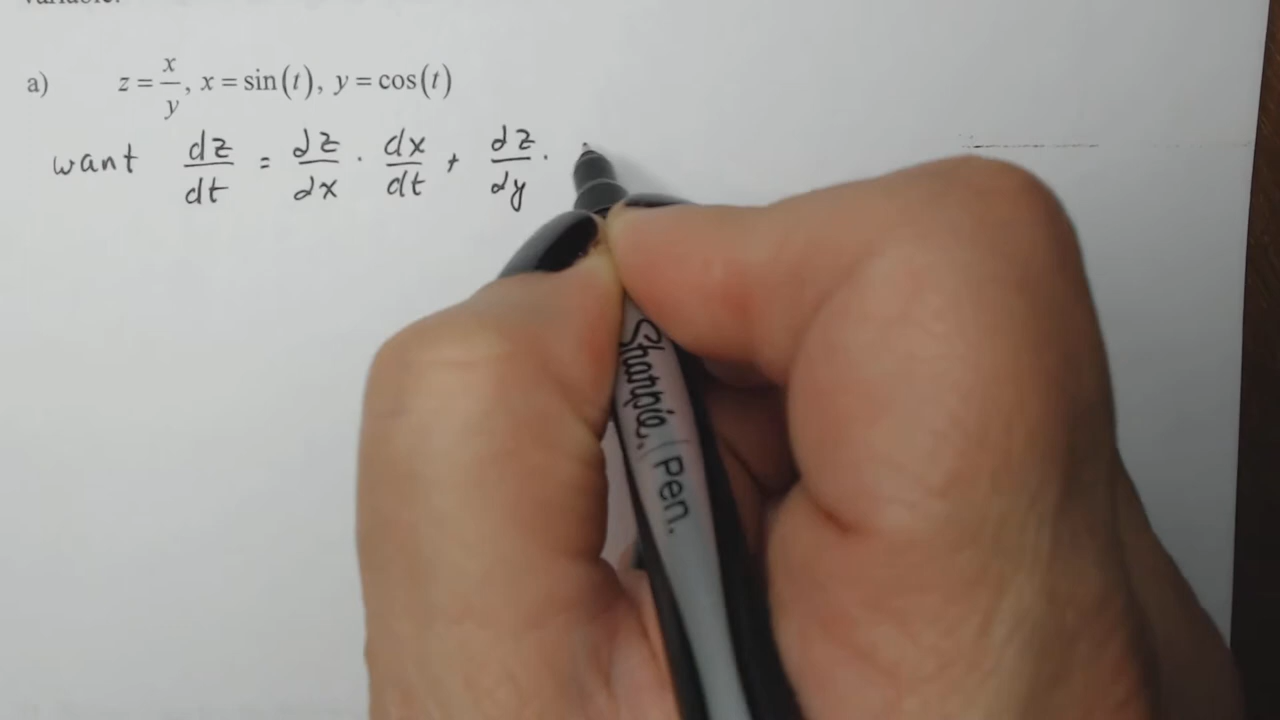 a) z = x/y, x = sin(t), y = cos(t)
want dz/dt = ∂z/∂x · dx/dt + ∂z/∂y ·
Sharpie. Pen.